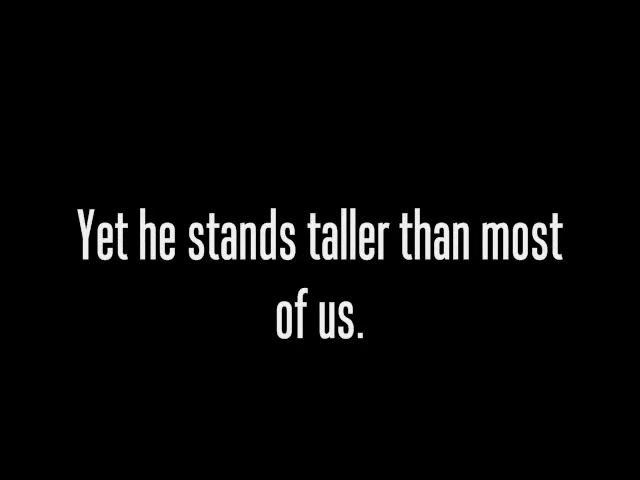 Yet he stands taller than most
of us.